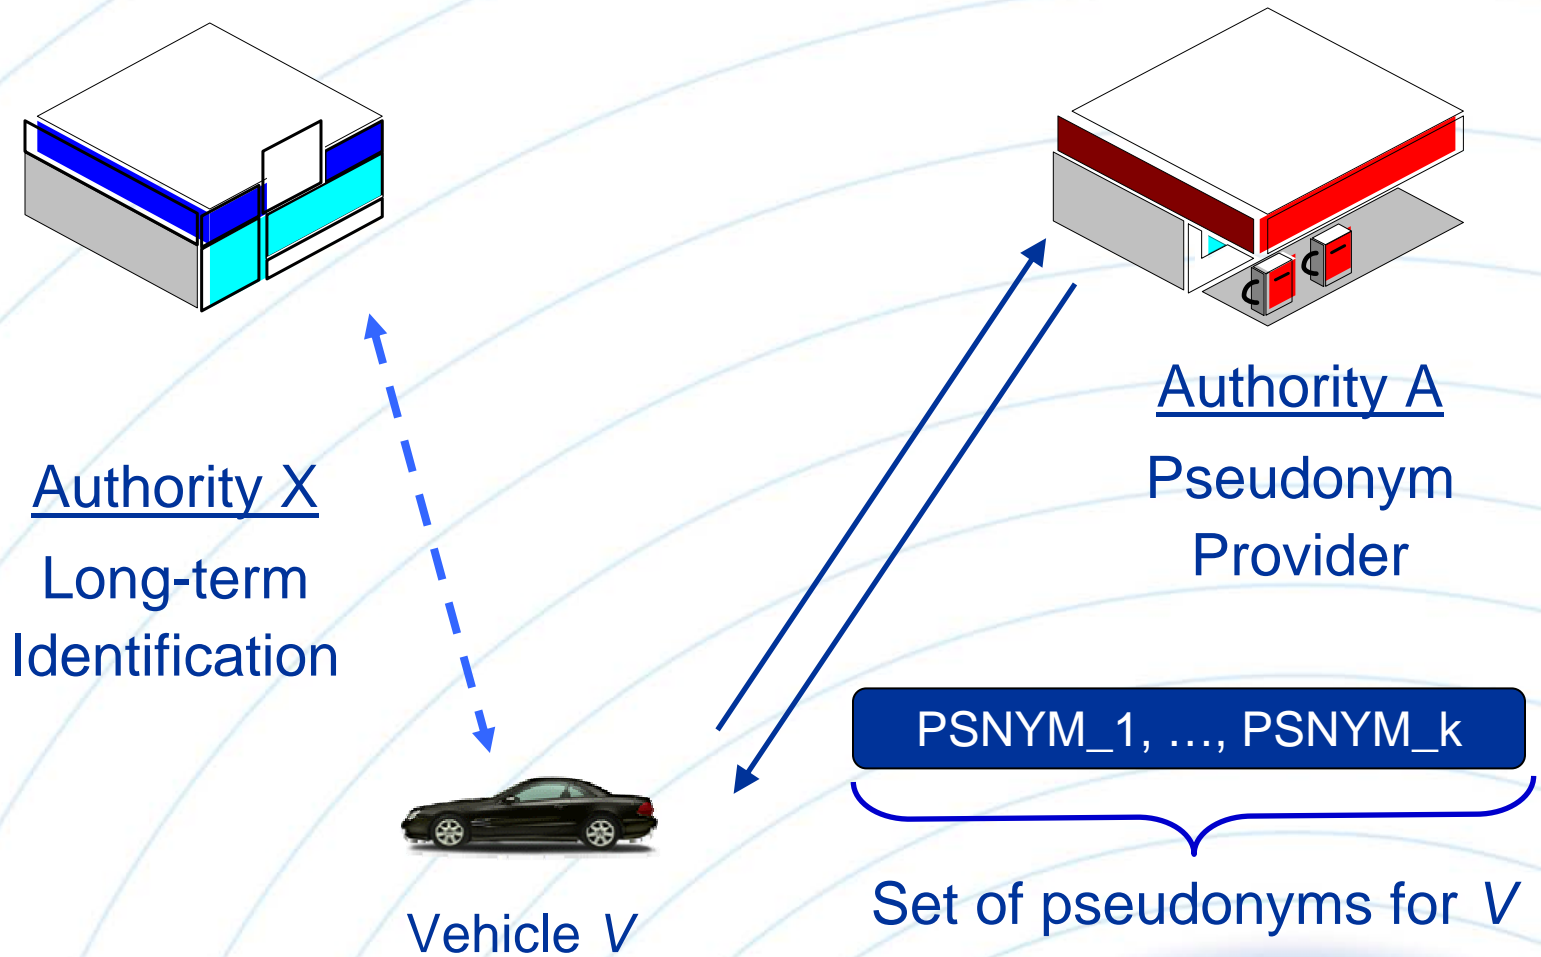 Authority X
Long-term
Identification
Authority A
Pseudonym
Provider
PSNYM_1, …, PSNYM_k
Set of pseudonyms for V
Vehicle V